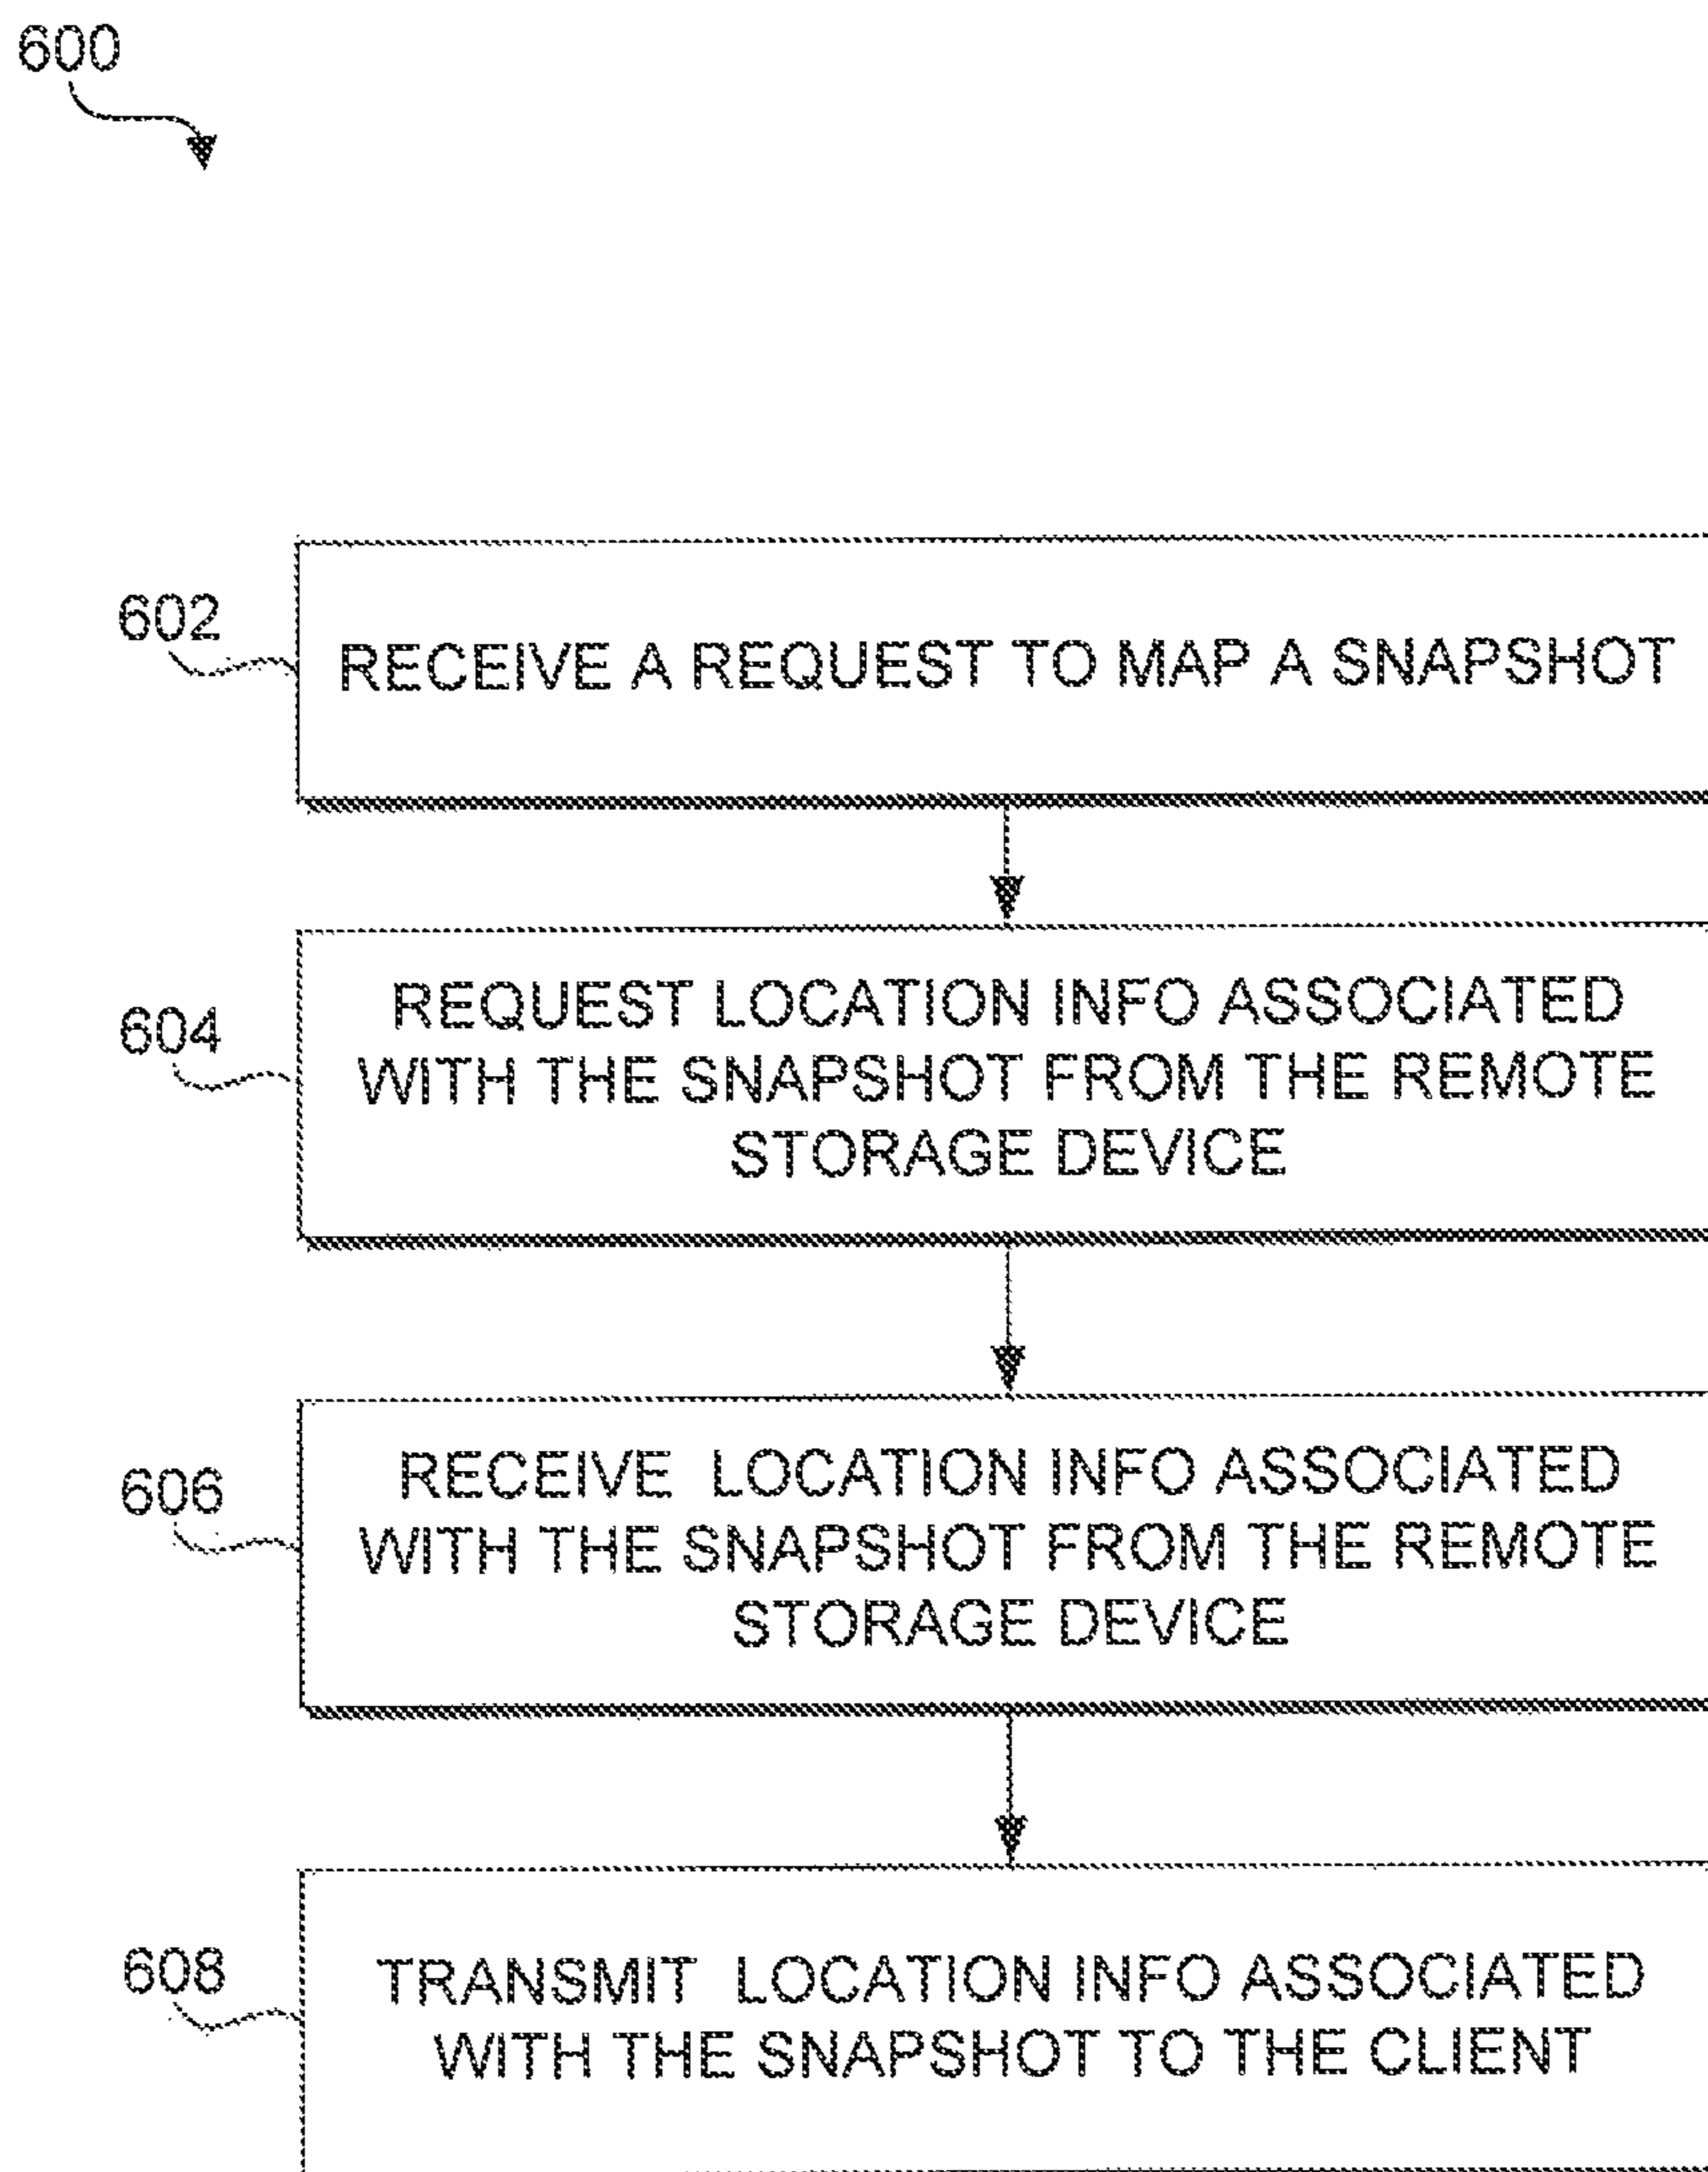 600
602
RECEIVE A REQUEST TO MAP A SNAPSHOT
604
REQUEST LOCATION INFO ASSOCIATED
WITH THE SNAPSHOT FROM THE REMOTE
STORAGE DEVICE
606
RECEIVE LOCATION INFO ASSOCIATED
WITH THE SNAPSHOT FROM THE REMOTE
STORAGE DEVICE
608
TRANSMIT LOCATION INFO ASSOCIATED
WITH THE SNAPSHOT TO THE CLIENT